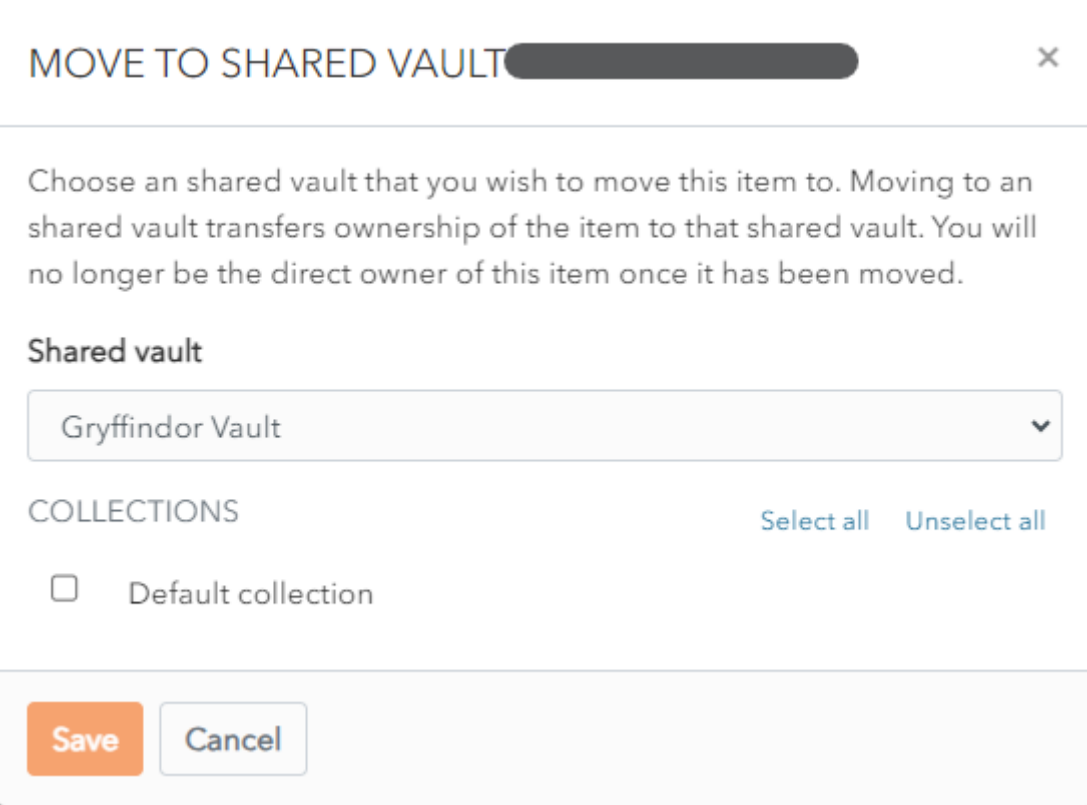 MOVE TO SHARED VAULT
Choose an shared vault that you wish to move this item to. Moving to an
shared vault transfers ownership of the item to that shared vault. You will
no longer be the direct owner of this item once it has been moved.
Shared vault
Gryffindor Vault
COLLECTIONS
Select all Unselect all
Default collection
Save Cancel